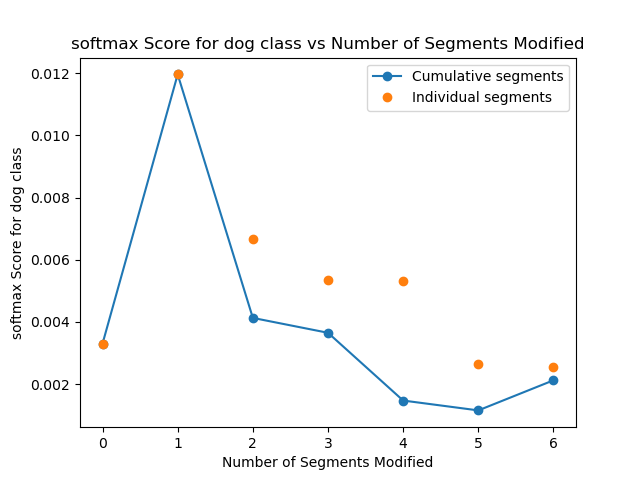 softmax Score for dog class vs Number of Segments Modified
Cumulative segments
Individual segments
softmax Score for dog class
0.012
0.010
0.008
0.006
0.004
0.002
0 1 2 3 4 5 6
Number of Segments Modified